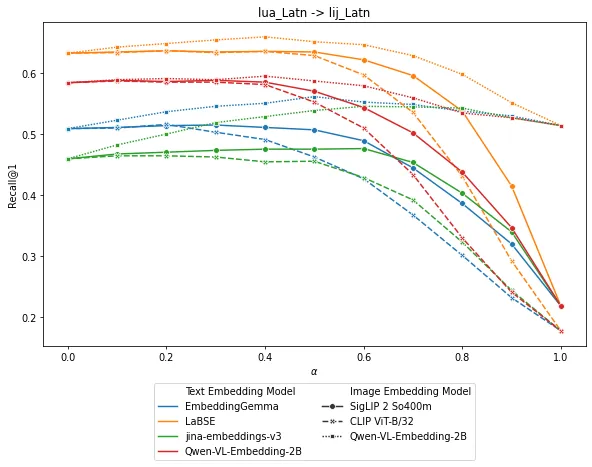 lua_Latn -> lij_Latn
Recall@1
0.6
0.5
0.4
0.3
0.2
0.0 0.2 0.4 0.6 0.8 1.0
α
Text Embedding Model Image Embedding Model
EmbeddingGemma SigLIP 2 So400m
LaBSE CLIP ViT-B/32
jina-embeddings-v3 Qwen-VL-Embedding-2B
Qwen-VL-Embedding-2B